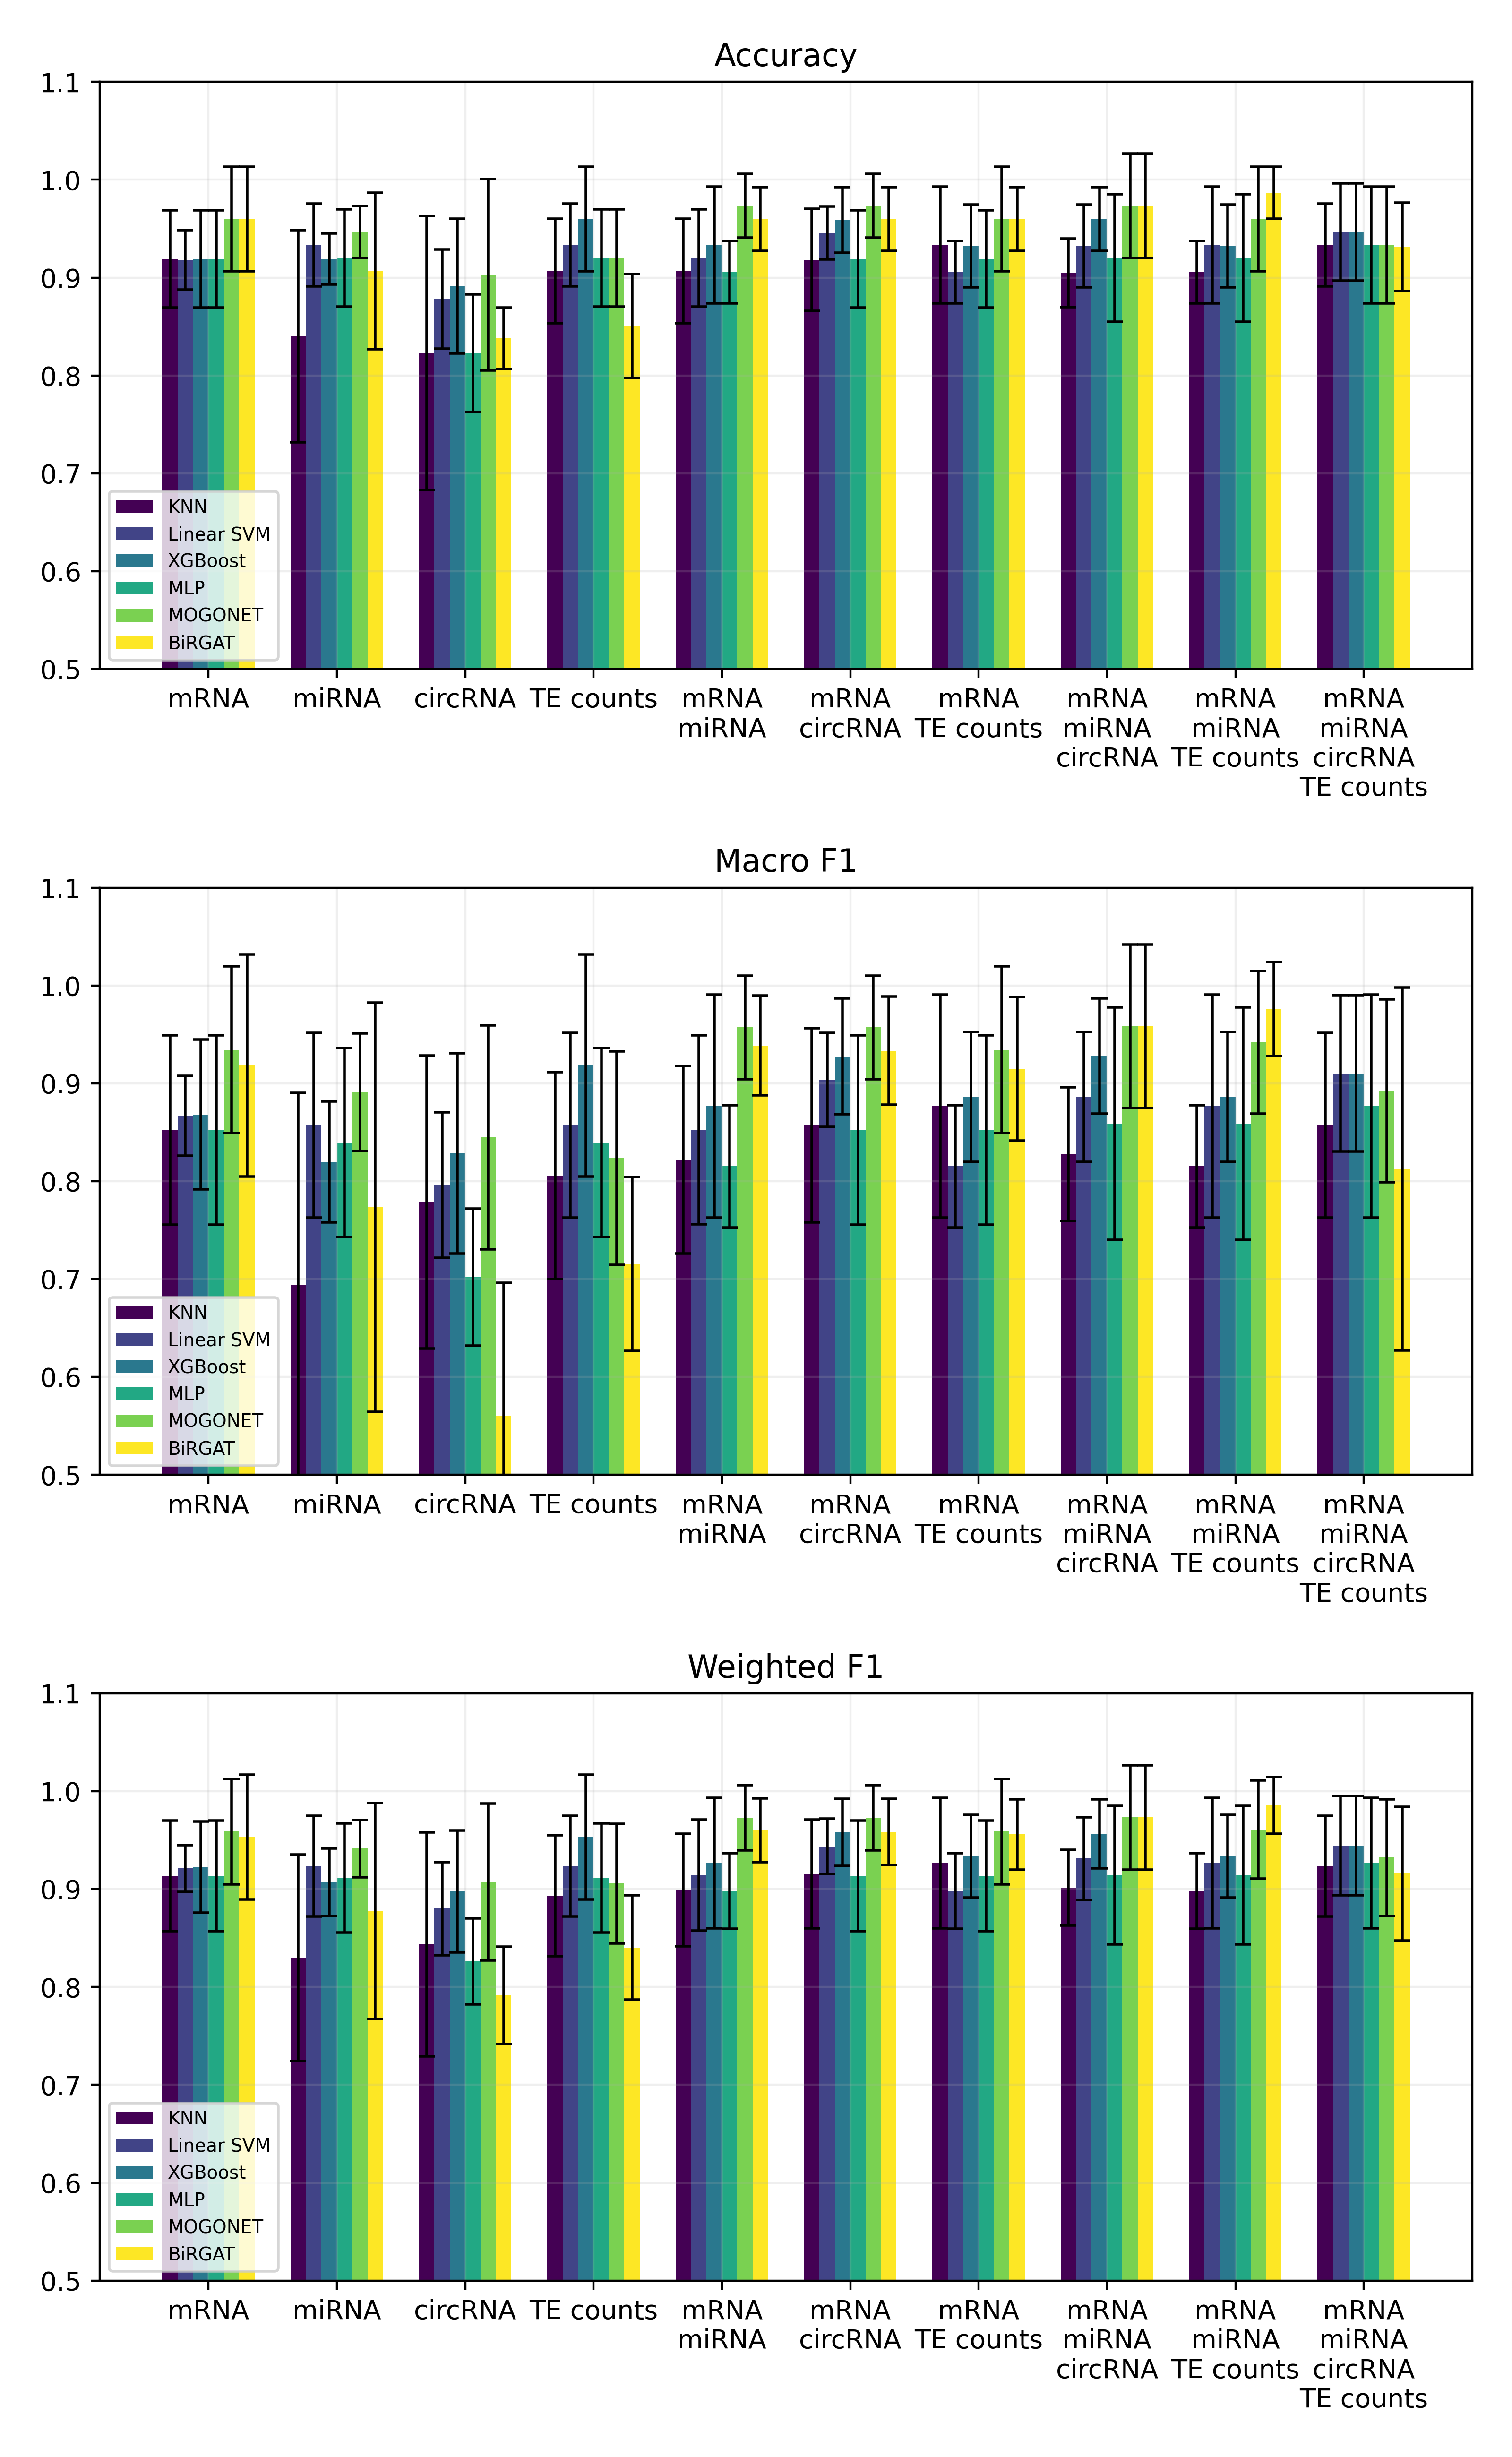 Accuracy
1.1
1.0
0.9
0.8
0.7
0.6
0.5
KNN
Linear SVM
XGBoost
MLP
MOGONET
BiRGAT
mRNA miRNA circRNA TE counts mRNA mRNA mRNA mRNA mRNA mRNA
miRNA circRNA TE counts miRNA miRNA miRNA
circRNA TE counts circRNA
TE counts
Macro F1
1.1
1.0
0.9
0.8
0.7
0.6
0.5
KNN
Linear SVM
XGBoost
MLP
MOGONET
BiRGAT
mRNA miRNA circRNA TE counts mRNA mRNA mRNA mRNA mRNA mRNA
miRNA circRNA TE counts miRNA miRNA miRNA
circRNA TE counts circRNA
TE counts
Weighted F1
1.1
1.0
0.9
0.8
0.7
0.6
0.5
KNN
Linear SVM
XGBoost
MLP
MOGONET
BiRGAT
mRNA miRNA circRNA TE counts mRNA mRNA mRNA mRNA mRNA mRNA
miRNA circRNA TE counts miRNA miRNA miRNA
circRNA TE counts circRNA
TE counts